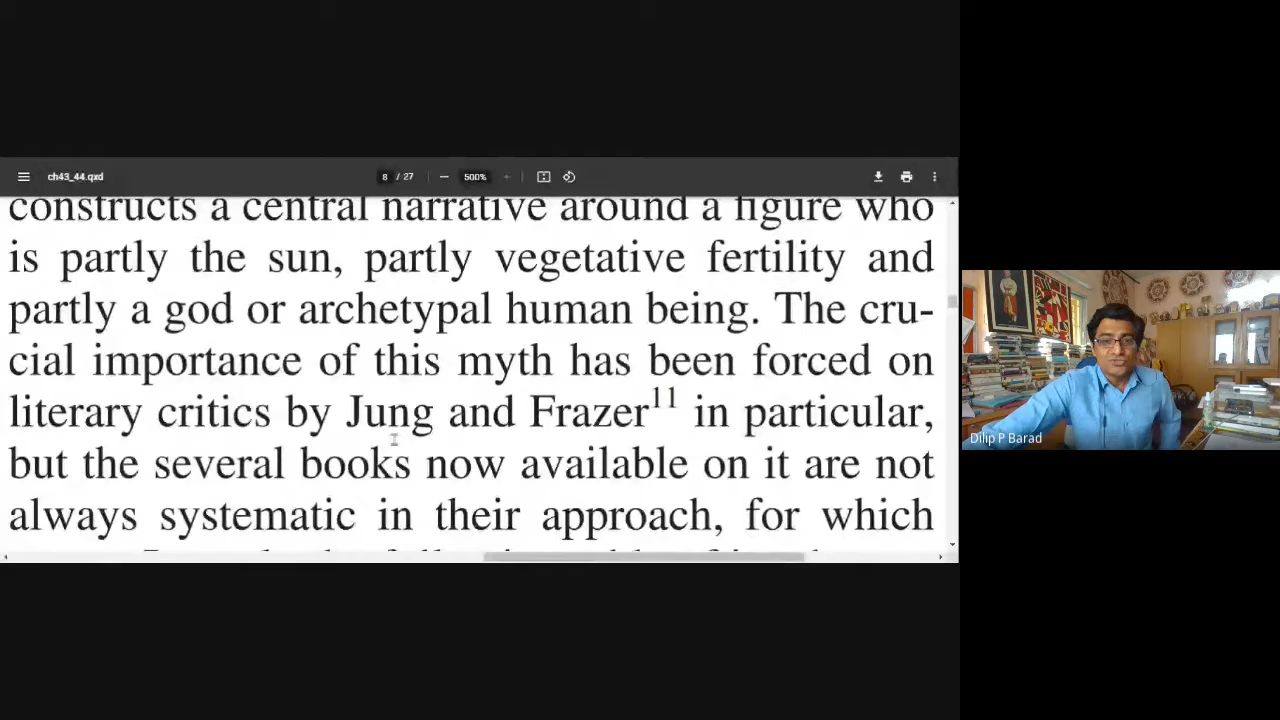 ch43_44.qxd
8 / 27
500%
constructs a central narrative around a figure who
is partly the sun, partly vegetative fertility and
partly a god or archetypal human being. The cru-
cial importance of this myth has been forced on
literary critics by Jung and Frazer11 in particular,
but the several books now available on it are not
always systematic in their approach, for which
Dilip P Barad